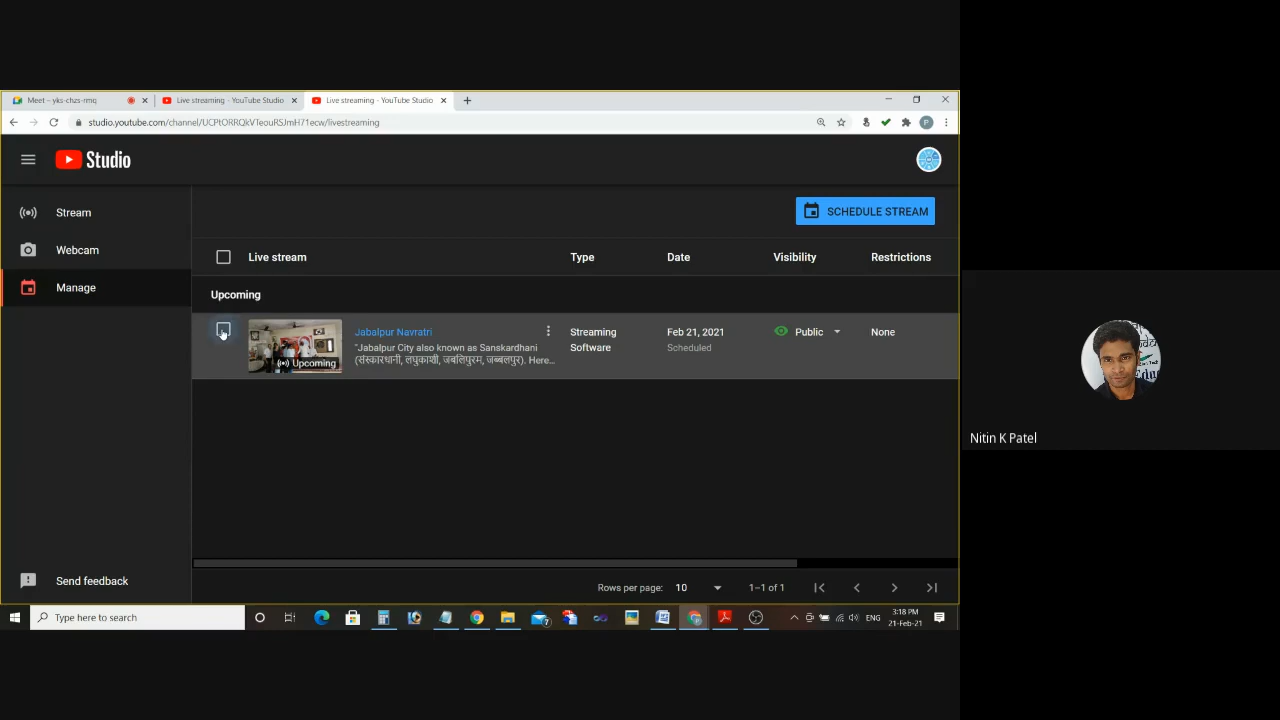 Meet – yks-chzs-rmq
Live streaming - YouTube Studio
Live streaming - YouTube Studio
studio.youtube.com/channel/UCPtORRQkVTeouRSJmH71ecw/livestreaming
Studio
Stream
SCHEDULE STREAM
Webcam
Live stream Type Date Visibility Restrictions
Manage
Upcoming
Jabalpur Navratri
"Jabalpur City also known as Sanskardhani
(संस्कारधानी, लघुकाशी, जबलिपुरम, जब्बलपुर). Here...
Upcoming
Streaming
Software
Feb 21, 2021
Scheduled
Public
None
Nitin K Patel
Send feedback
Rows per page: 10 1–1 of 1
Type here to search
7
ENG
3:18 PM
21-Feb-21